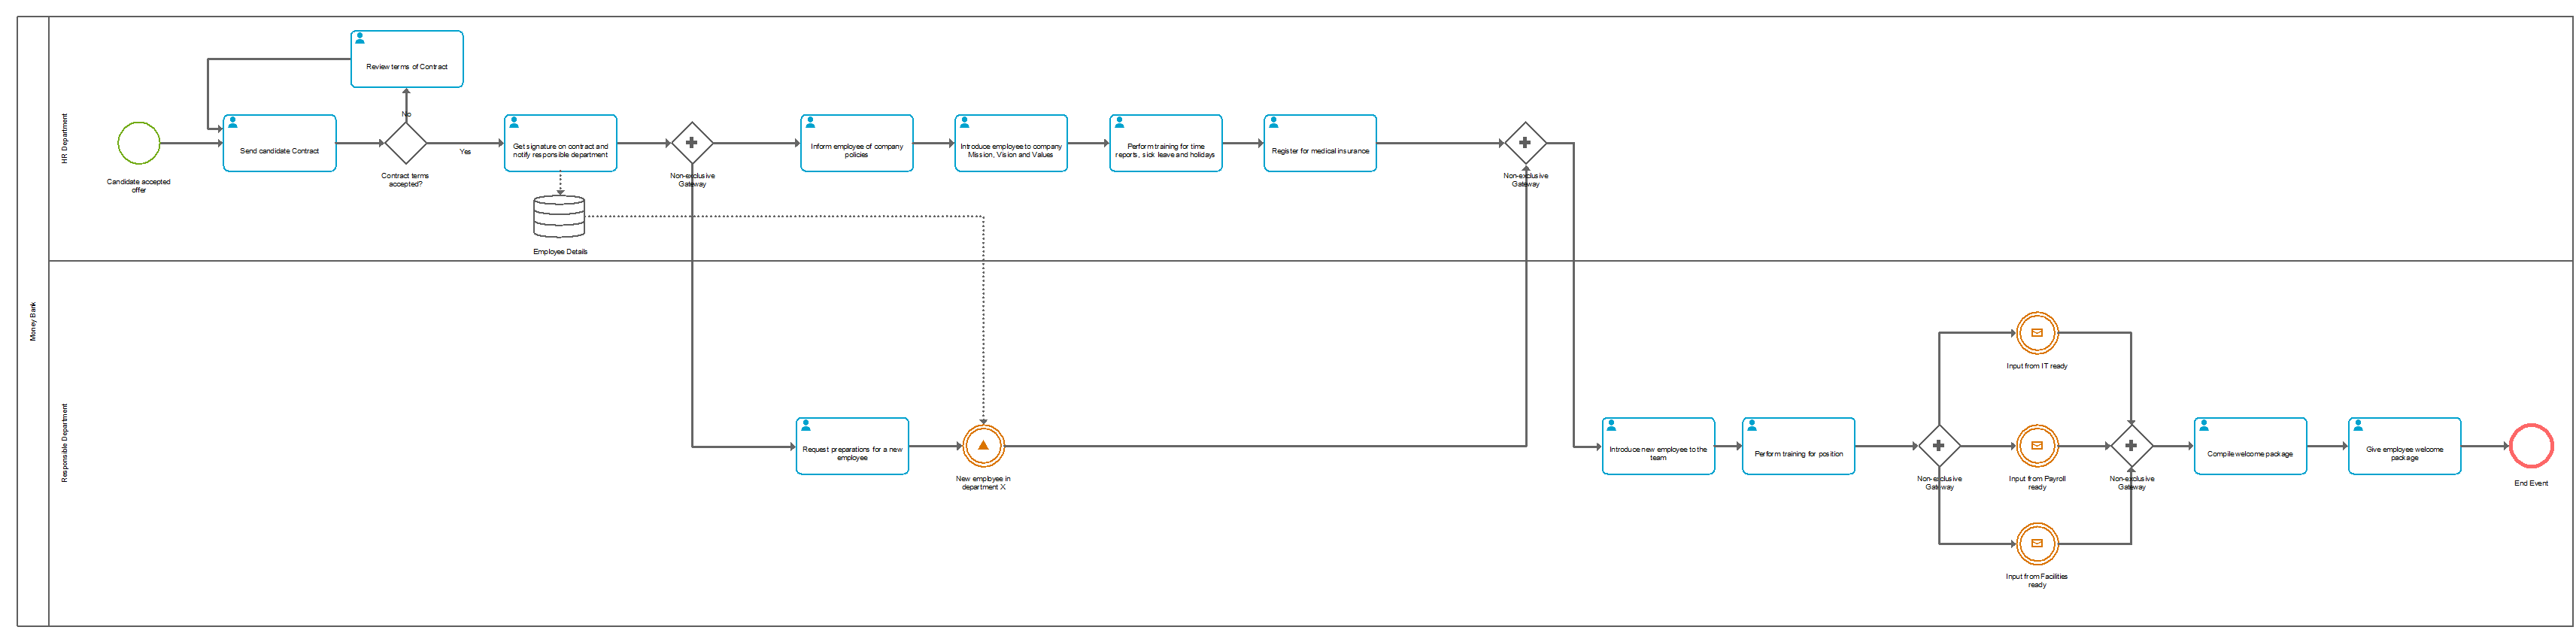 Money Bank
HR Department
Review terms of Contract
No
Candidate accepted
offer
Send candidate Contract
Contract terms
accepted?
Yes
Get signature on contract and
notify responsible department
Employee Details
Non-exclusive
Gateway
Inform employee of company
policies
Introduce employee to company
Mission, Vision and Values
Perform training for time
reports, sick leave and holidays
Register for medical insurance
Non-exclusive
Gateway
Responsible Department
Request preparations for a new
employee
New employee in
department X
Introduce new employee to the
team
Perform training for position
Non-exclusive
Gateway
Input from IT ready
Input from Payroll
ready
Input from Facilities
ready
Non-exclusive
Gateway
Compile welcome package
Give employee welcome
package
End Event